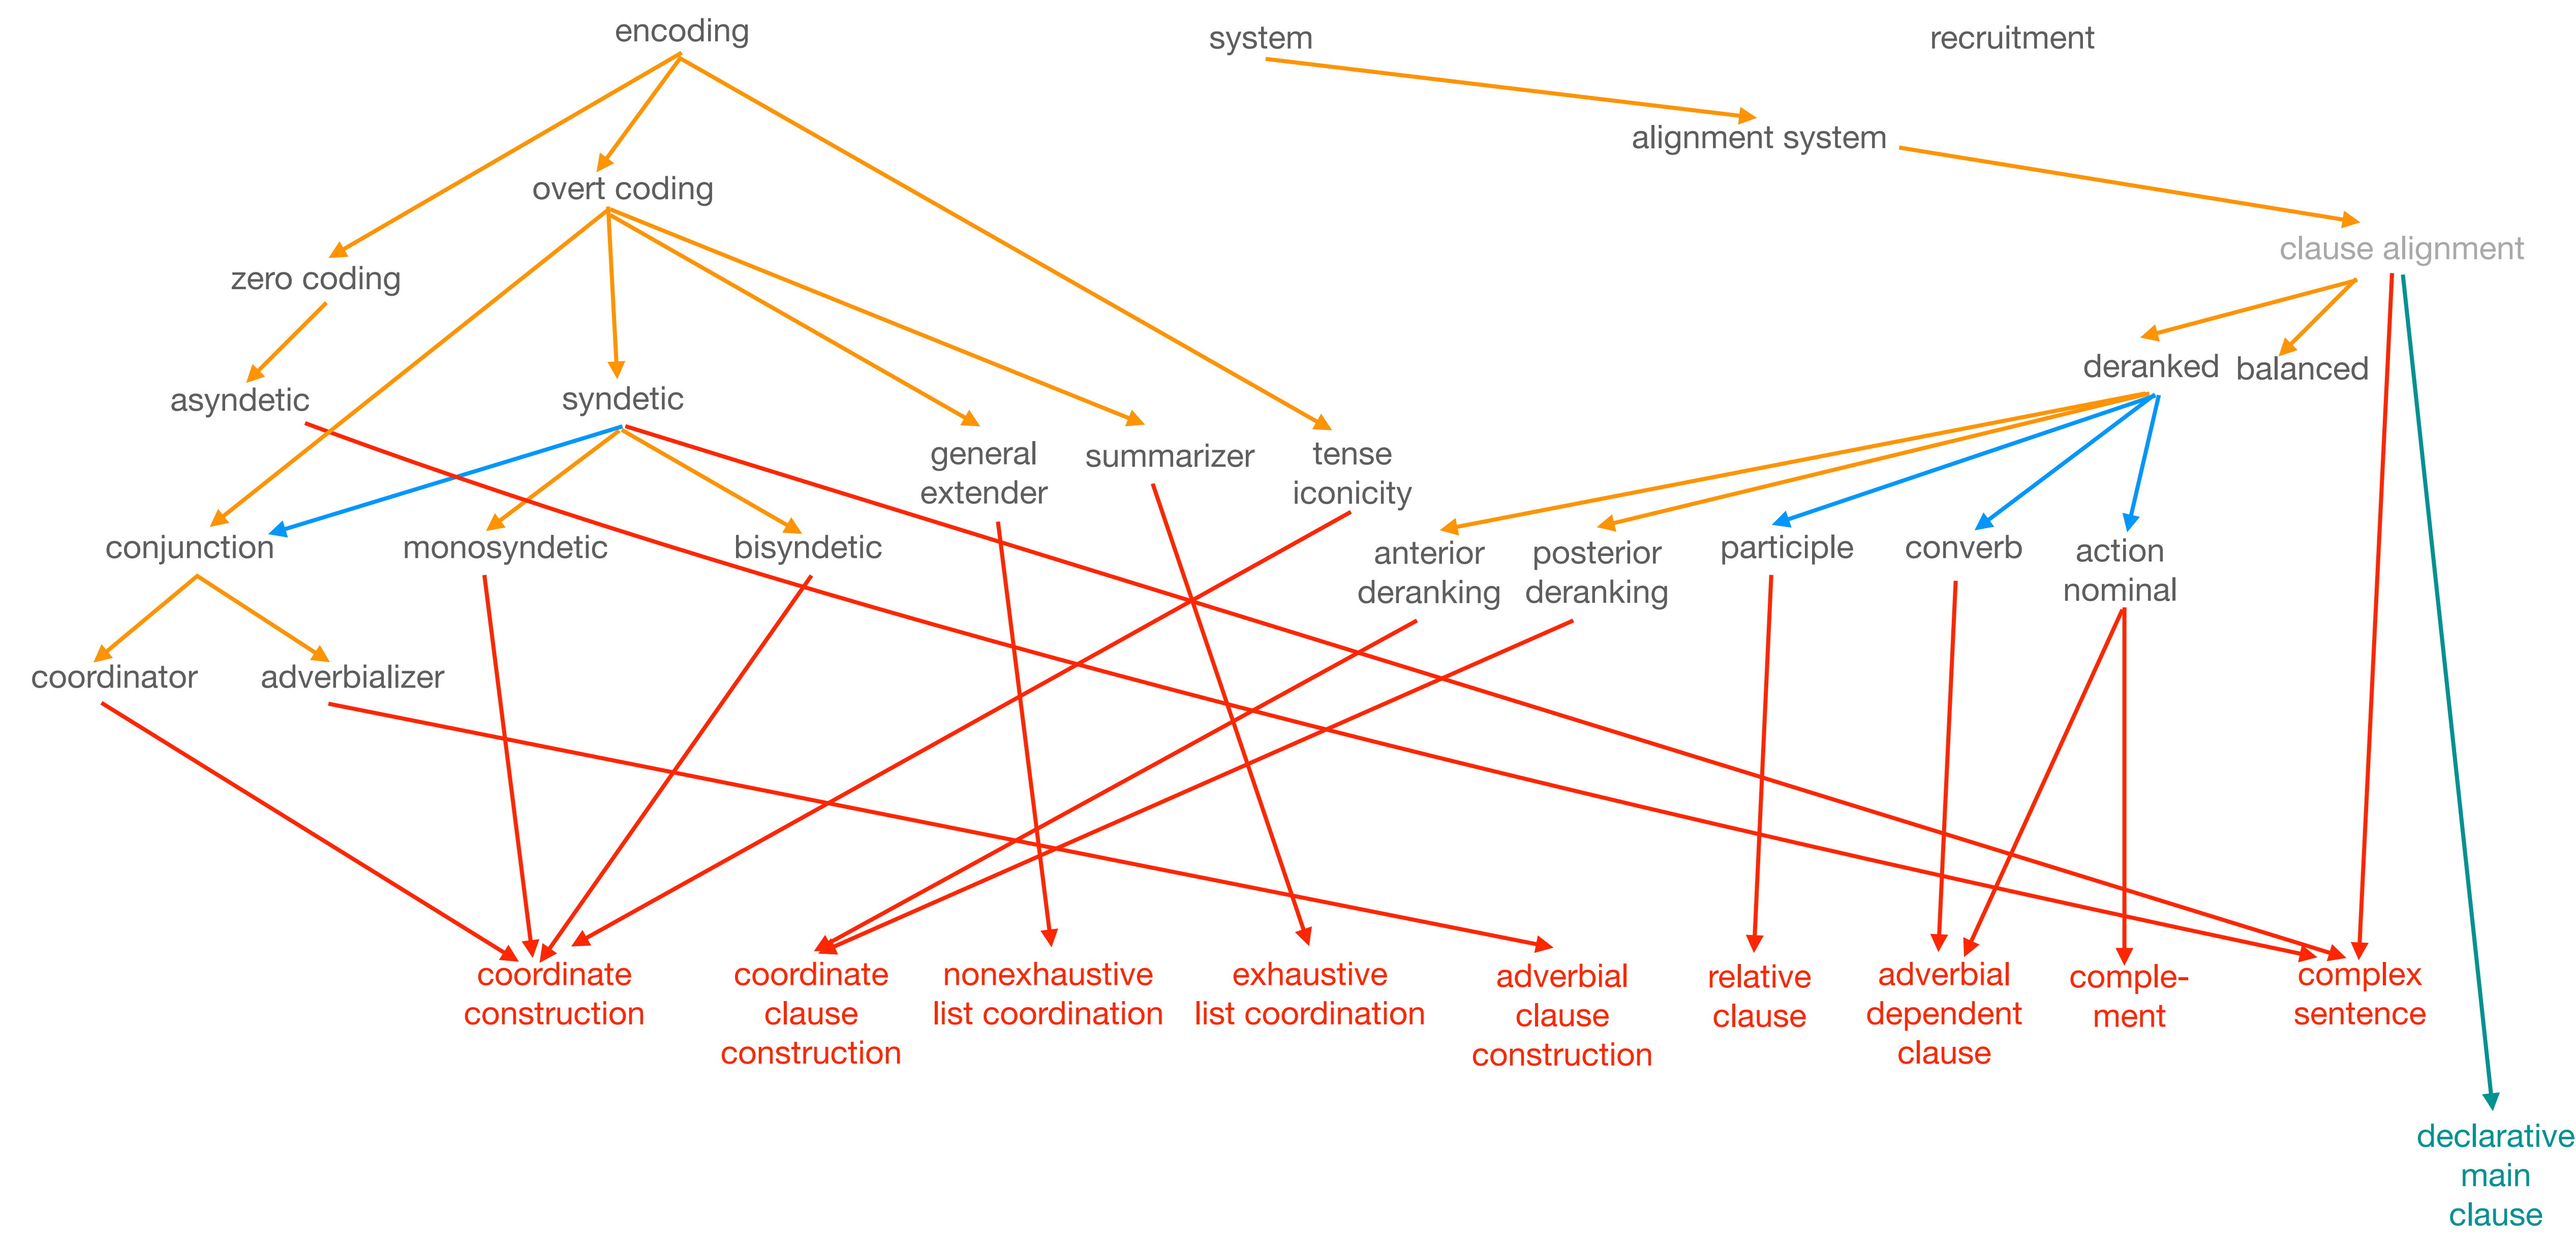 encoding
system
recruitment
alignment system
overt coding
clause alignment
zero coding
deranked
balanced
asyndetic
syndetic
general
extender
summarizer
tense
iconicity
conjunction
monosyndetic
bisyndetic
anterior
deranking
posterior
deranking
participle
converb
action
nominal
coordinator
adverbializer
coordinate
construction
coordinate
clause
construction
nonexhaustive
list coordination
exhaustive
list coordination
adverbial
clause
construction
relative
clause
adverbial
dependent
clause
comple-
ment
complex
sentence
declarative
main
clause